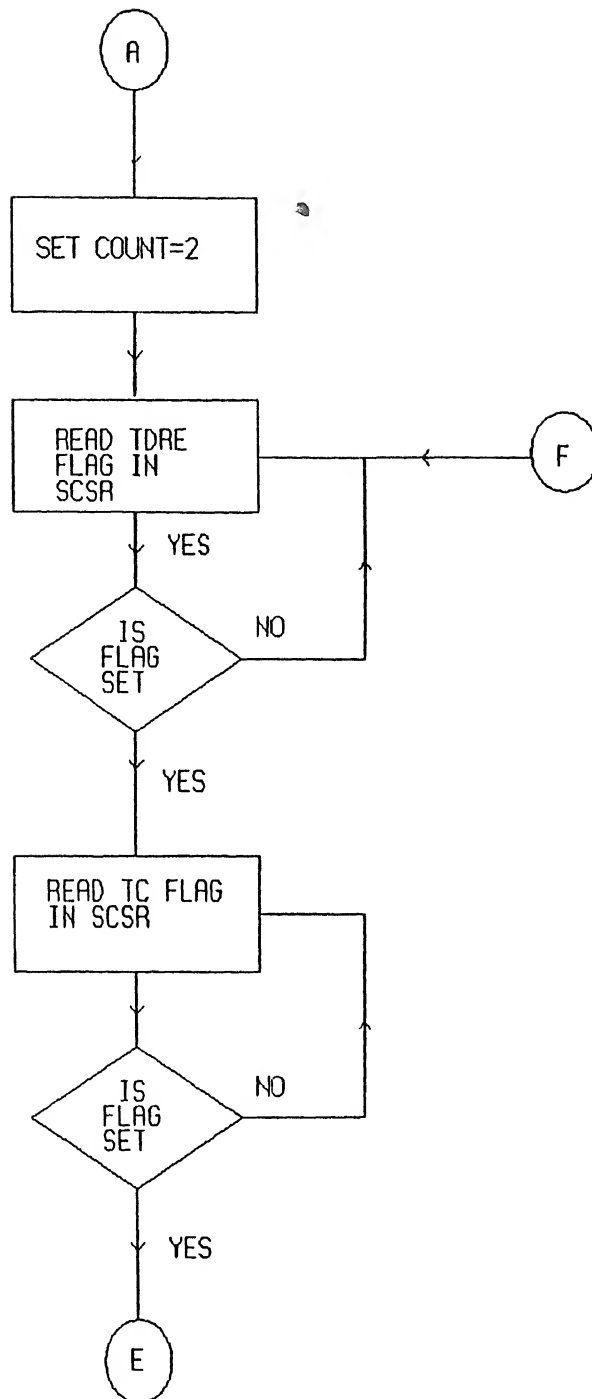 A
SET COUNT=2
READ TDRE
FLAG IN
SCSR
F
YES
IS
FLAG
SET
NO
YES
READ TC FLAG
IN SCSR
IS
FLAG
SET
NO
YES
E